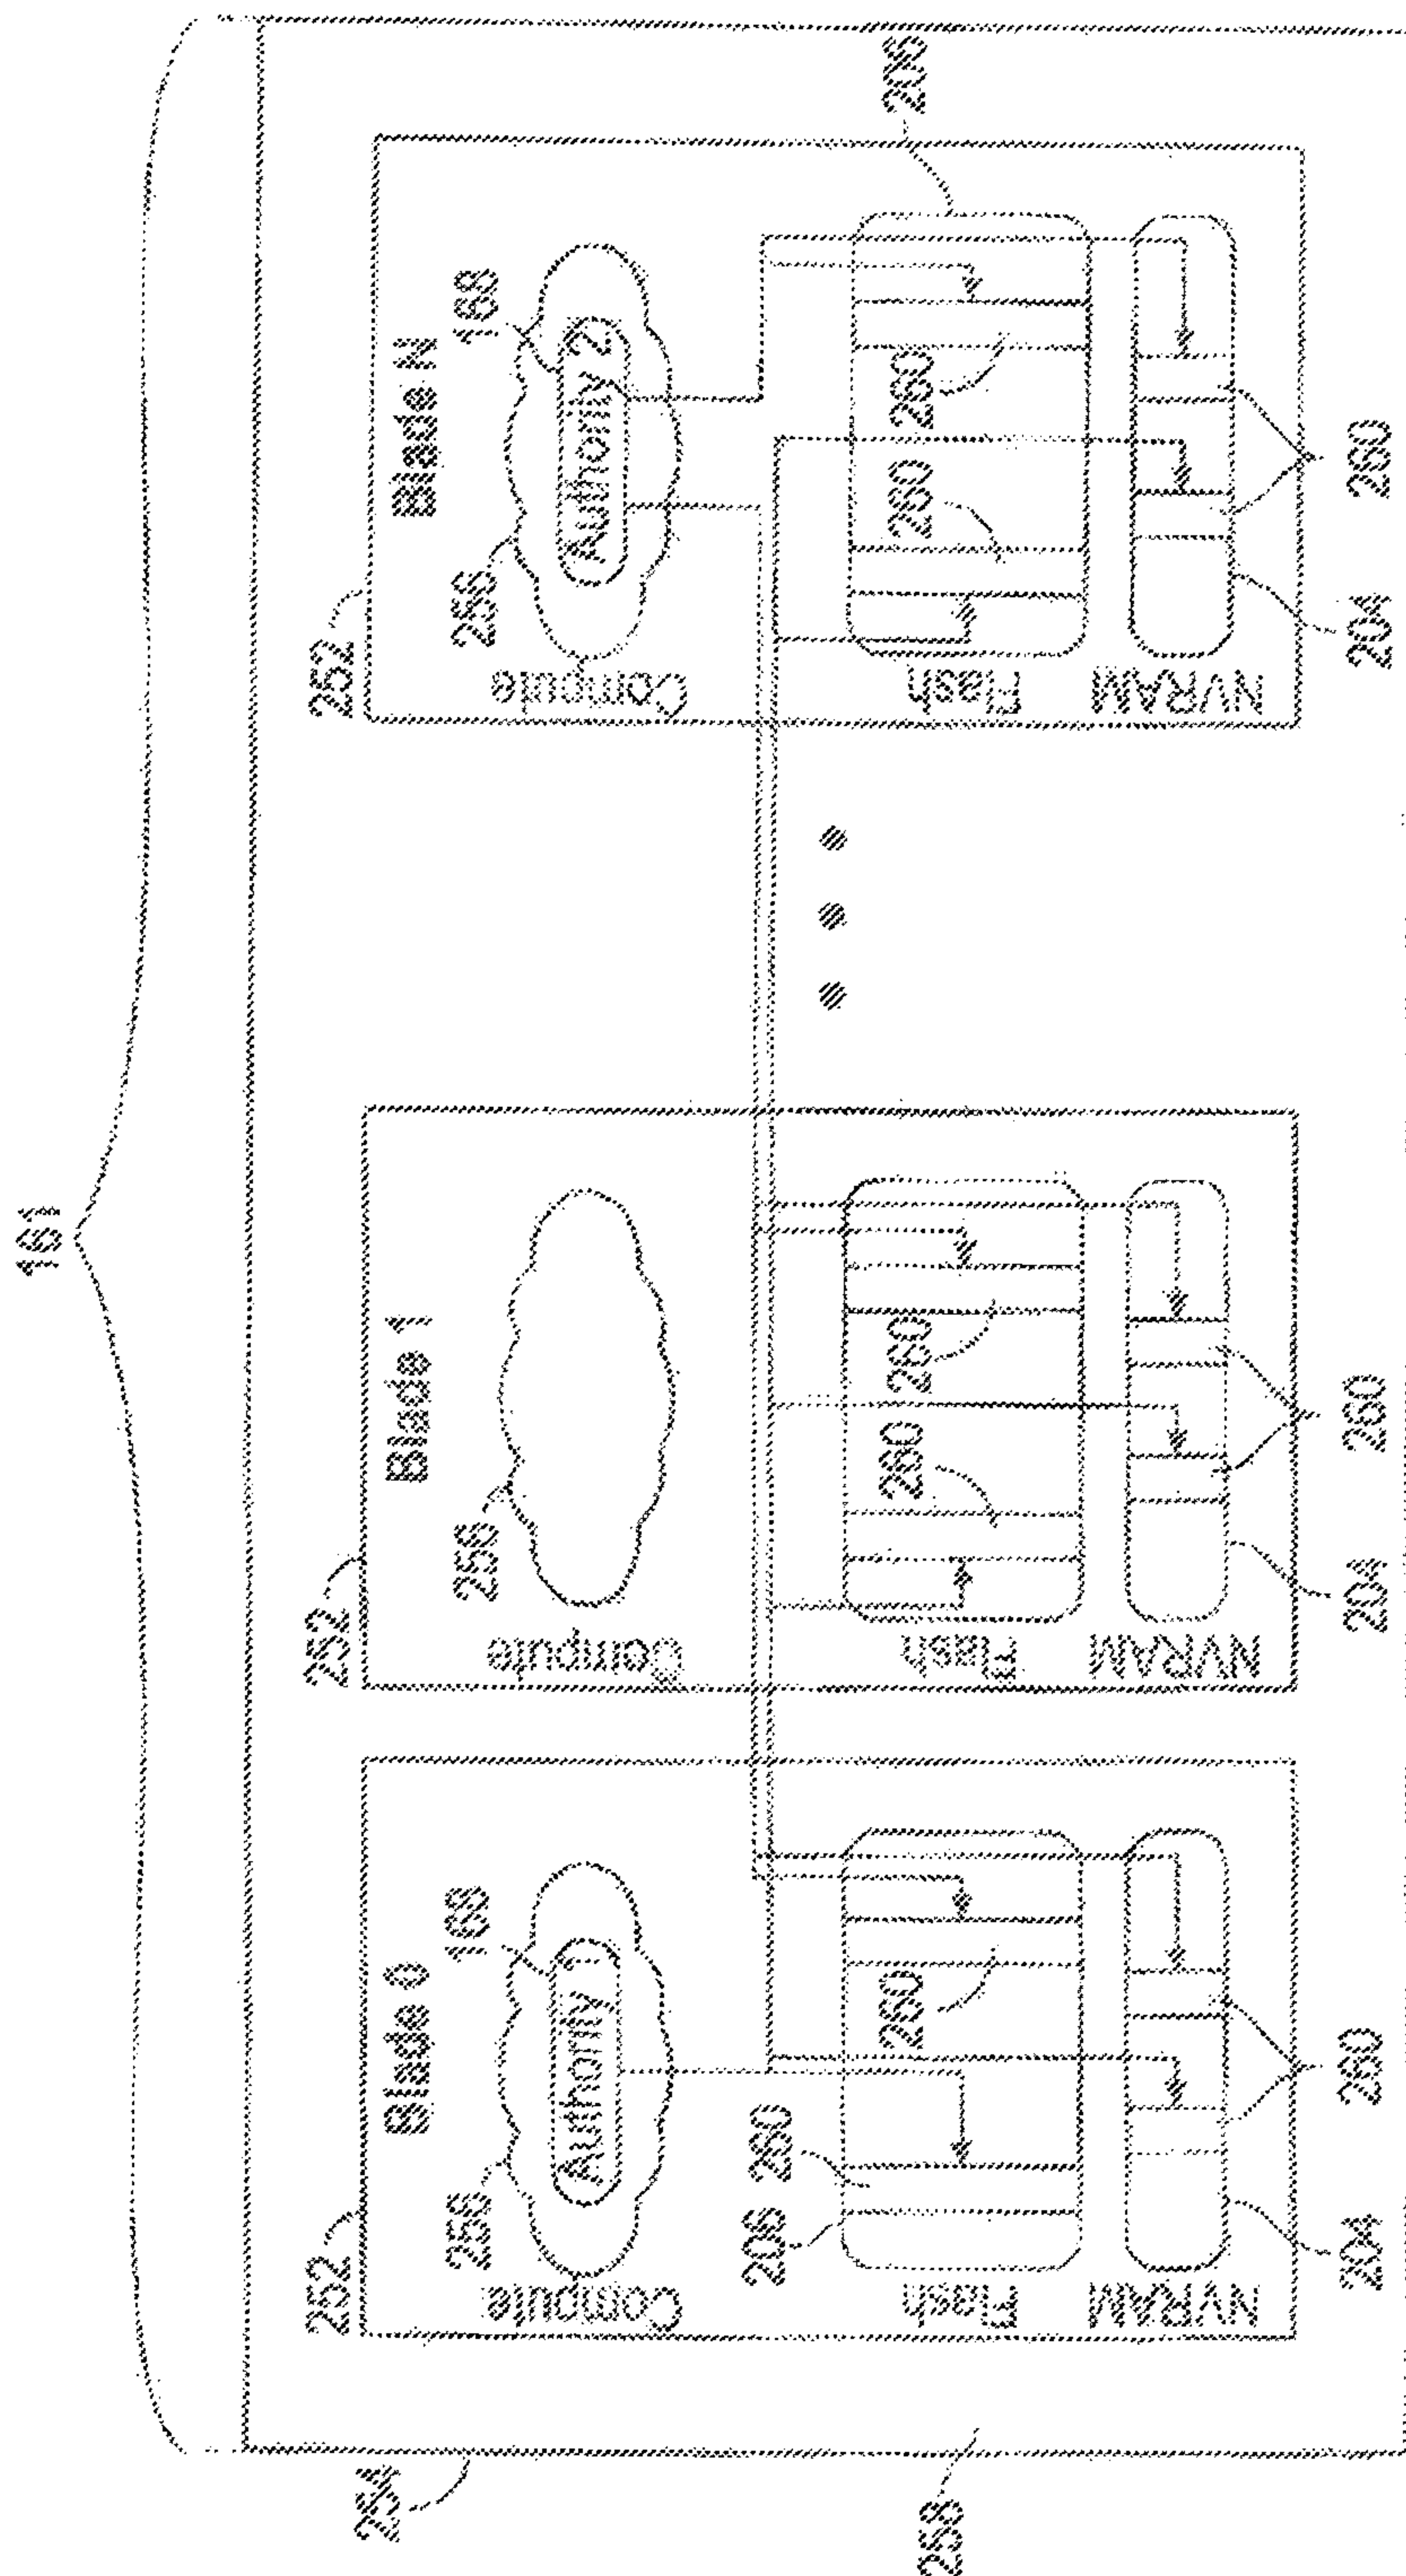 161
252
252
252
254
Blade 0
Blade 1
Blade N
256
168
256
256
168
Authority 1
Authority 2
Compute
Compute
Compute
206
260
260
260
260
260
260
206
258
Flash
Flash
Flash
NVRAM
NVRAM
NVRAM
204
260
204
260
204
260